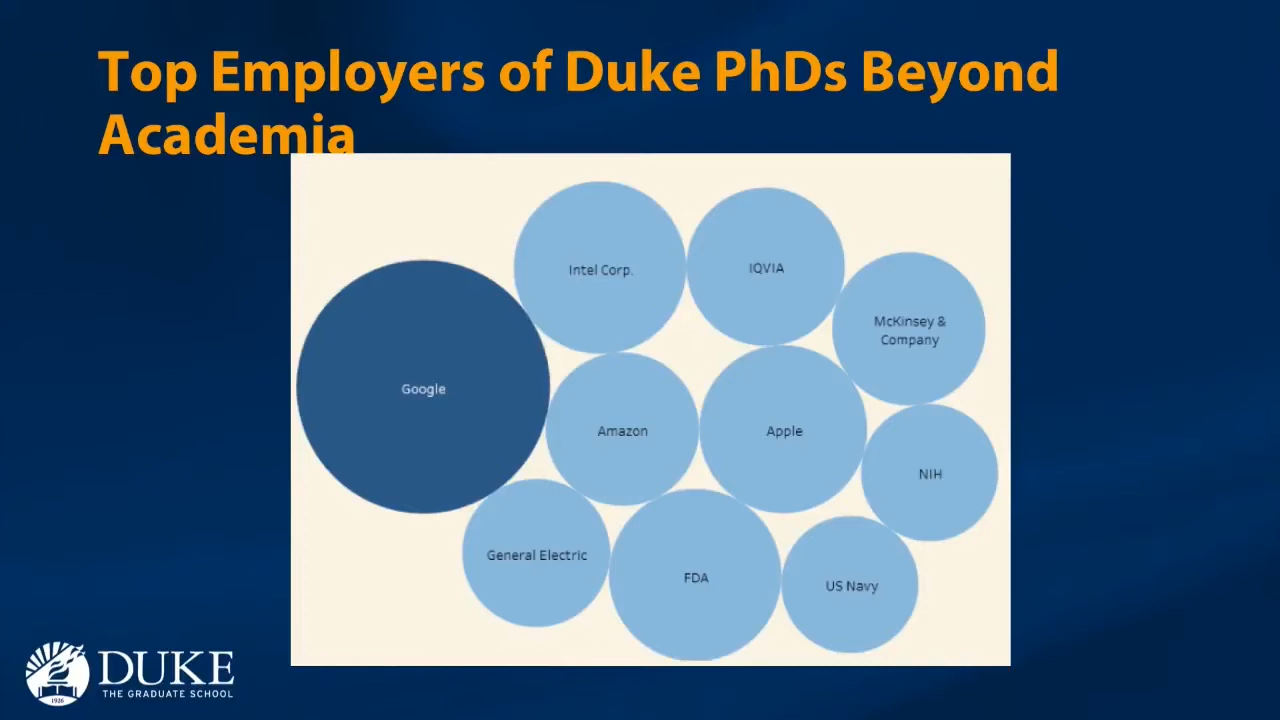 Top Employers of Duke PhDs Beyond
Academia
Intel Corp.
IQVIA
McKinsey &
Company
Google
Amazon
Apple
NIH
General Electric
FDA
US Navy
DUKE
THE GRADUATE SCHOOL
1926